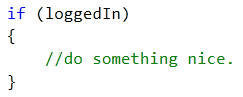 if (loggedIn)
{
    //do something nice.
}